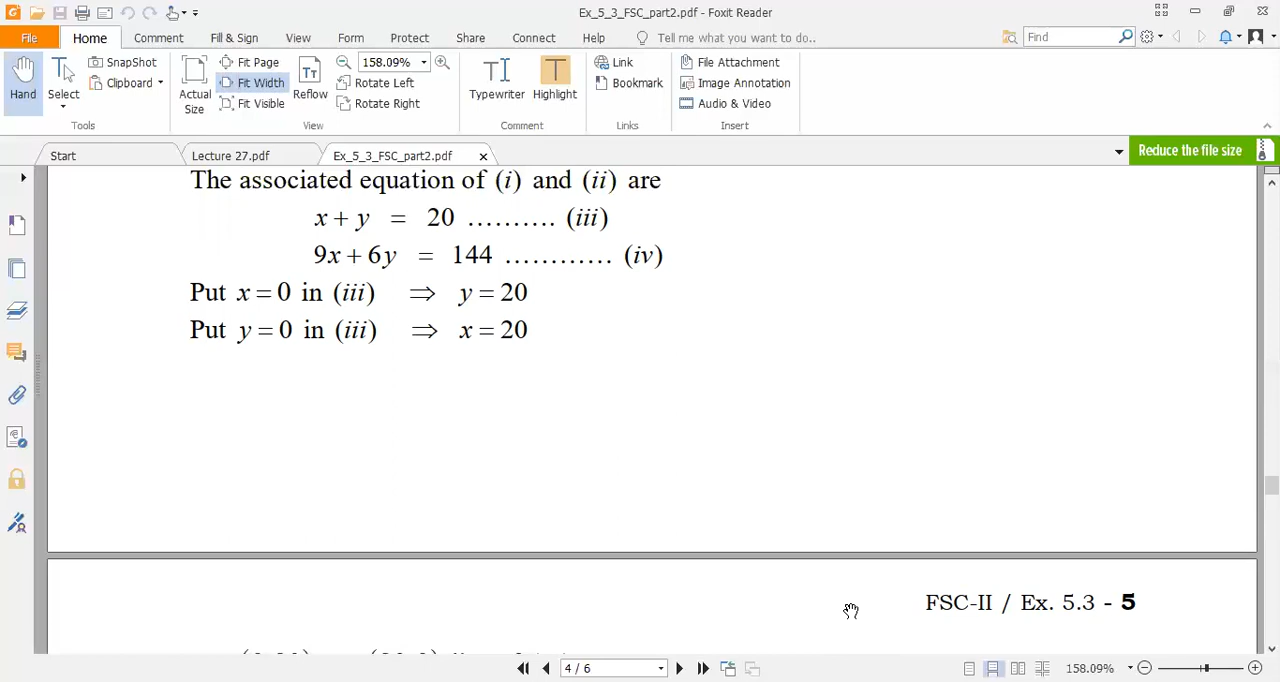 Ex_5_3_FSC_part2.pdf - Foxit Reader
File Home Comment Fill & Sign View Form Protect Share Connect Help Tell me what you want to do.. Find
SnapShot Fit Page 158.09% Link File Attachment
Clipboard Fit Width Rotate Left Bookmark Image Annotation
Hand Select Actual Size Fit Visible Reflow Rotate Right Typewriter Highlight Audio & Video
Tools View Comment Links Insert
Start Lecture 27.pdf Ex_5_3_FSC_part2.pdf Reduce the file size
The associated equation of (i) and (ii) are
x + y = 20 .......... (iii)
9x + 6y = 144 ............ (iv)
Put x = 0 in (iii) ⇒ y = 20
Put y = 0 in (iii) ⇒ x = 20
FSC-II / Ex. 5.3 - 5
4 / 6 158.09%